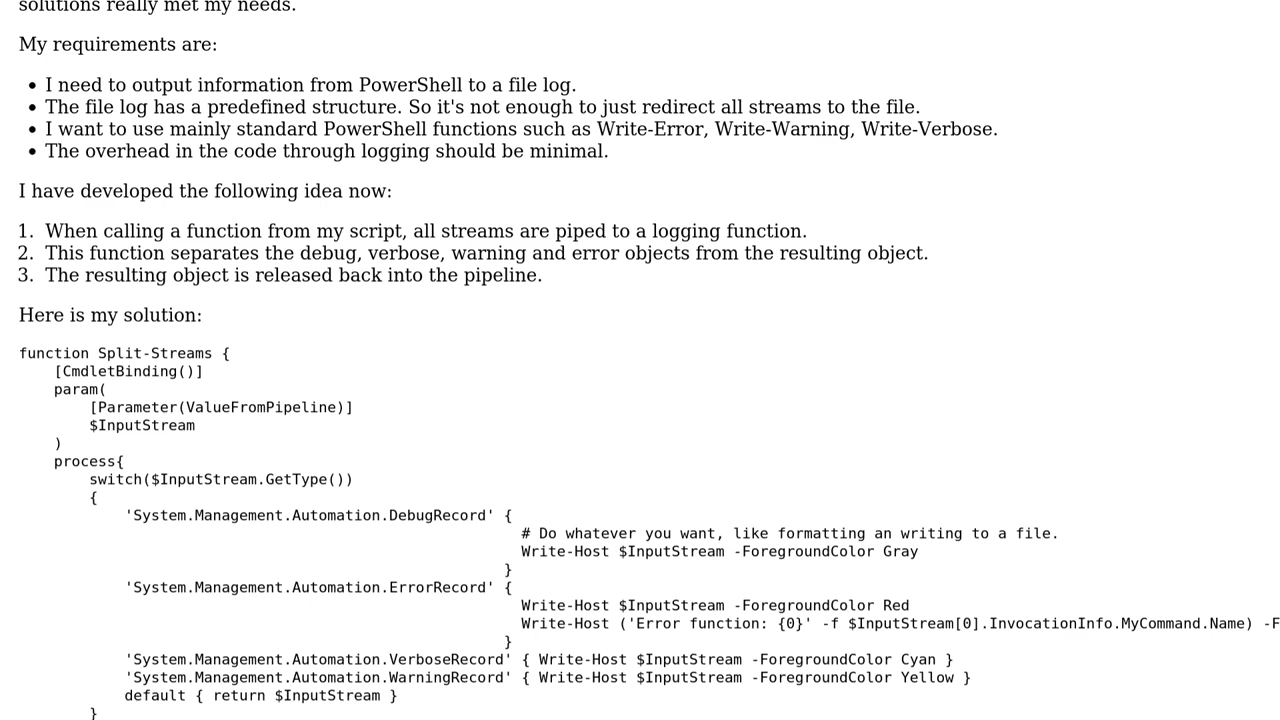 solutions really met my needs.
My requirements are:
• I need to output information from PowerShell to a file log.
• The file log has a predefined structure. So it's not enough to just redirect all streams to the file.
• I want to use mainly standard PowerShell functions such as Write-Error, Write-Warning, Write-Verbose.
• The overhead in the code through logging should be minimal.
I have developed the following idea now:
1. When calling a function from my script, all streams are piped to a logging function.
2. This function separates the debug, verbose, warning and error objects from the resulting object.
3. The resulting object is released back into the pipeline.
Here is my solution:
function Split-Streams {
    [CmdletBinding()]
    param(
        [Parameter(ValueFromPipeline)]
        $InputStream
    )
    process{
        switch($InputStream.GetType())
        {
            'System.Management.Automation.DebugRecord' {
                                                         # Do whatever you want, like formatting an writing to a file.
                                                         Write-Host $InputStream -ForegroundColor Gray
                                                       }
            'System.Management.Automation.ErrorRecord' {
                                                         Write-Host $InputStream -ForegroundColor Red
                                                         Write-Host ('Error function: {0}' -f $InputStream[0].InvocationInfo.MyCommand.Name) -F
                                                       }
            'System.Management.Automation.VerboseRecord' { Write-Host $InputStream -ForegroundColor Cyan }
            'System.Management.Automation.WarningRecord' { Write-Host $InputStream -ForegroundColor Yellow }
            default { return $InputStream }
        }